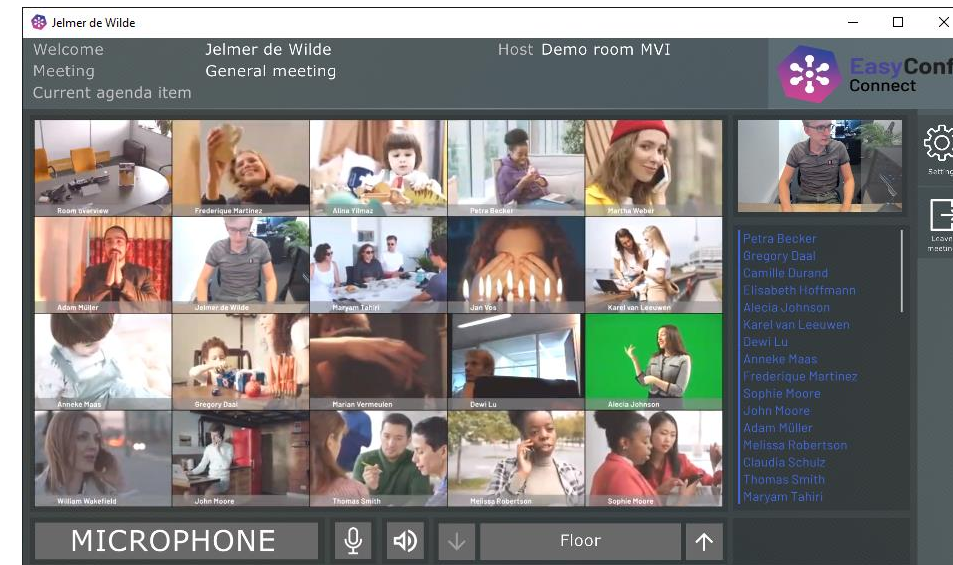 Jelmer de Wilde
Welcome Jelmer de Wilde Host Demo room MVI
Meeting General meeting
Current agenda item
EasyConf
Connect
Room overview
Frederique Martinez
Alina Yilmaz
Petra Becker
Martha Weber
Adam Müller
Jelmer de Wilde
Maryam Tahiri
Jan Vos
Karel van Leeuwen
Anneke Maas
Gregory Daal
Marian Vermeulen
Dewi Lu
Alecia Johnson
William Wakefield
John Moore
Thomas Smith
Melissa Robertson
Sophie Moore
Petra Becker
Gregory Daal
Camille Durand
Elisabeth Hoffmann
Alecia Johnson
Karel van Leeuwen
Dewi Lu
Anneke Maas
Frederique Martinez
Sophie Moore
John Moore
Adam Müller
Melissa Robertson
Claudia Schulz
Thomas Smith
Maryam Tahiri
Setting
Leave
meetin
MICROPHONE
Floor